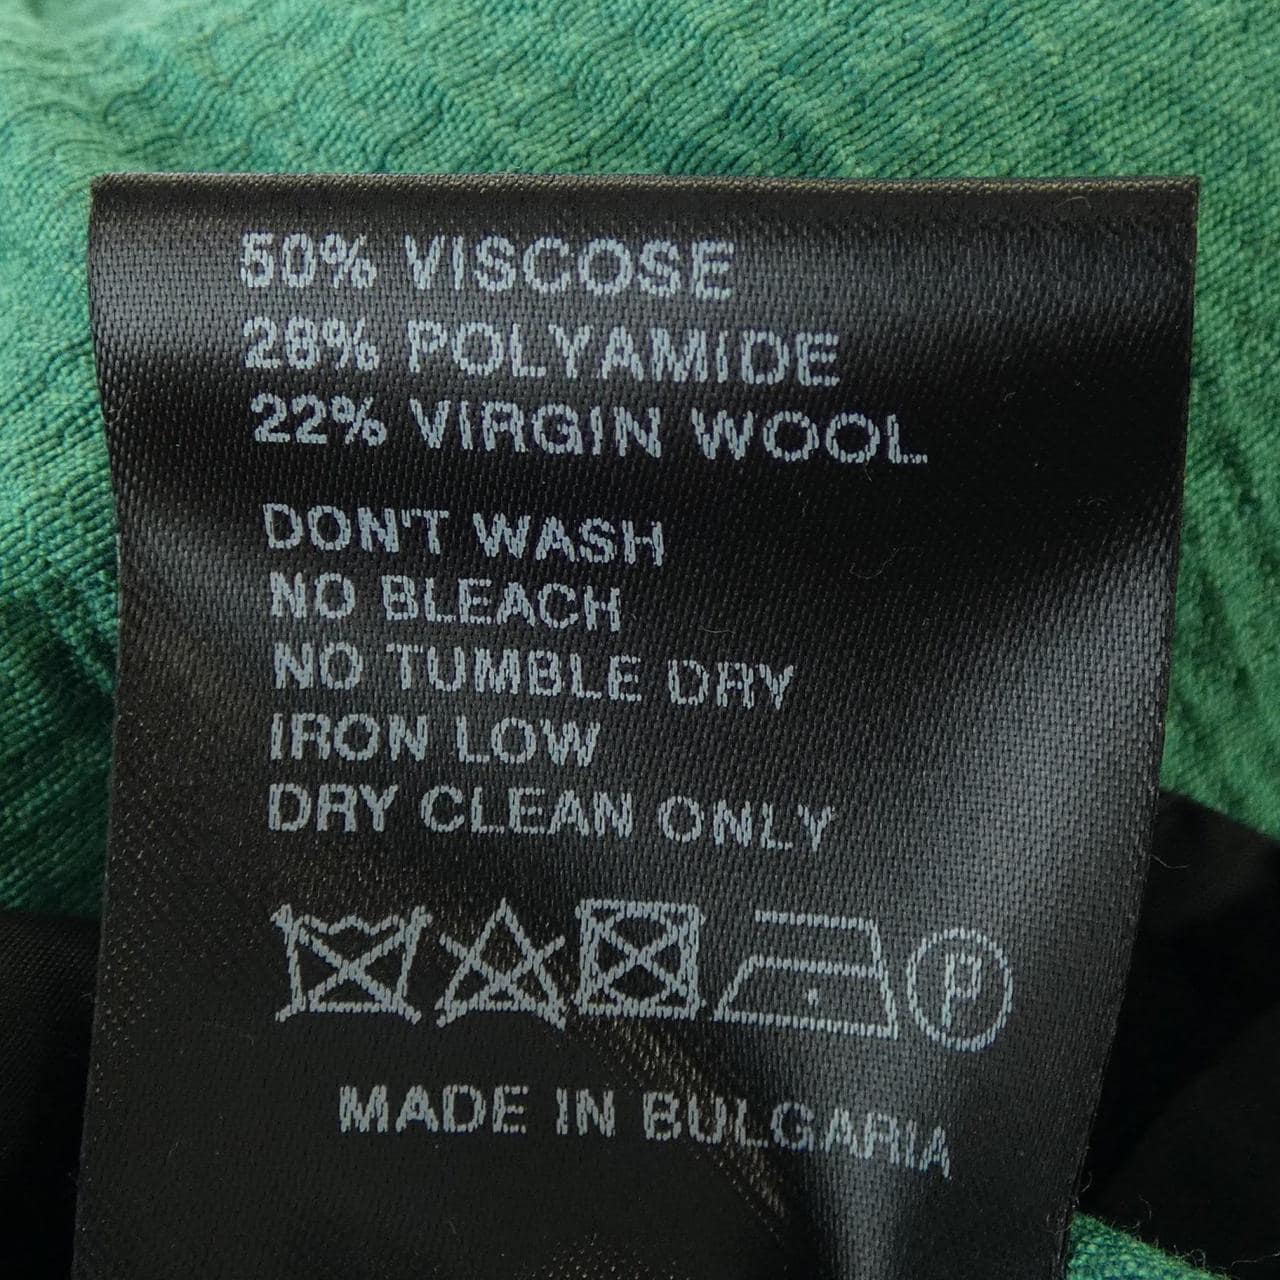 50% VISCOSE
28% POLYAMIDE
22% VIRGIN WOOL
DON'T WASH
NO BLEACH
NO TUMBLE DRY
IRON LOW
DRY CLEAN ONLY
P
MADE IN BULGARIA